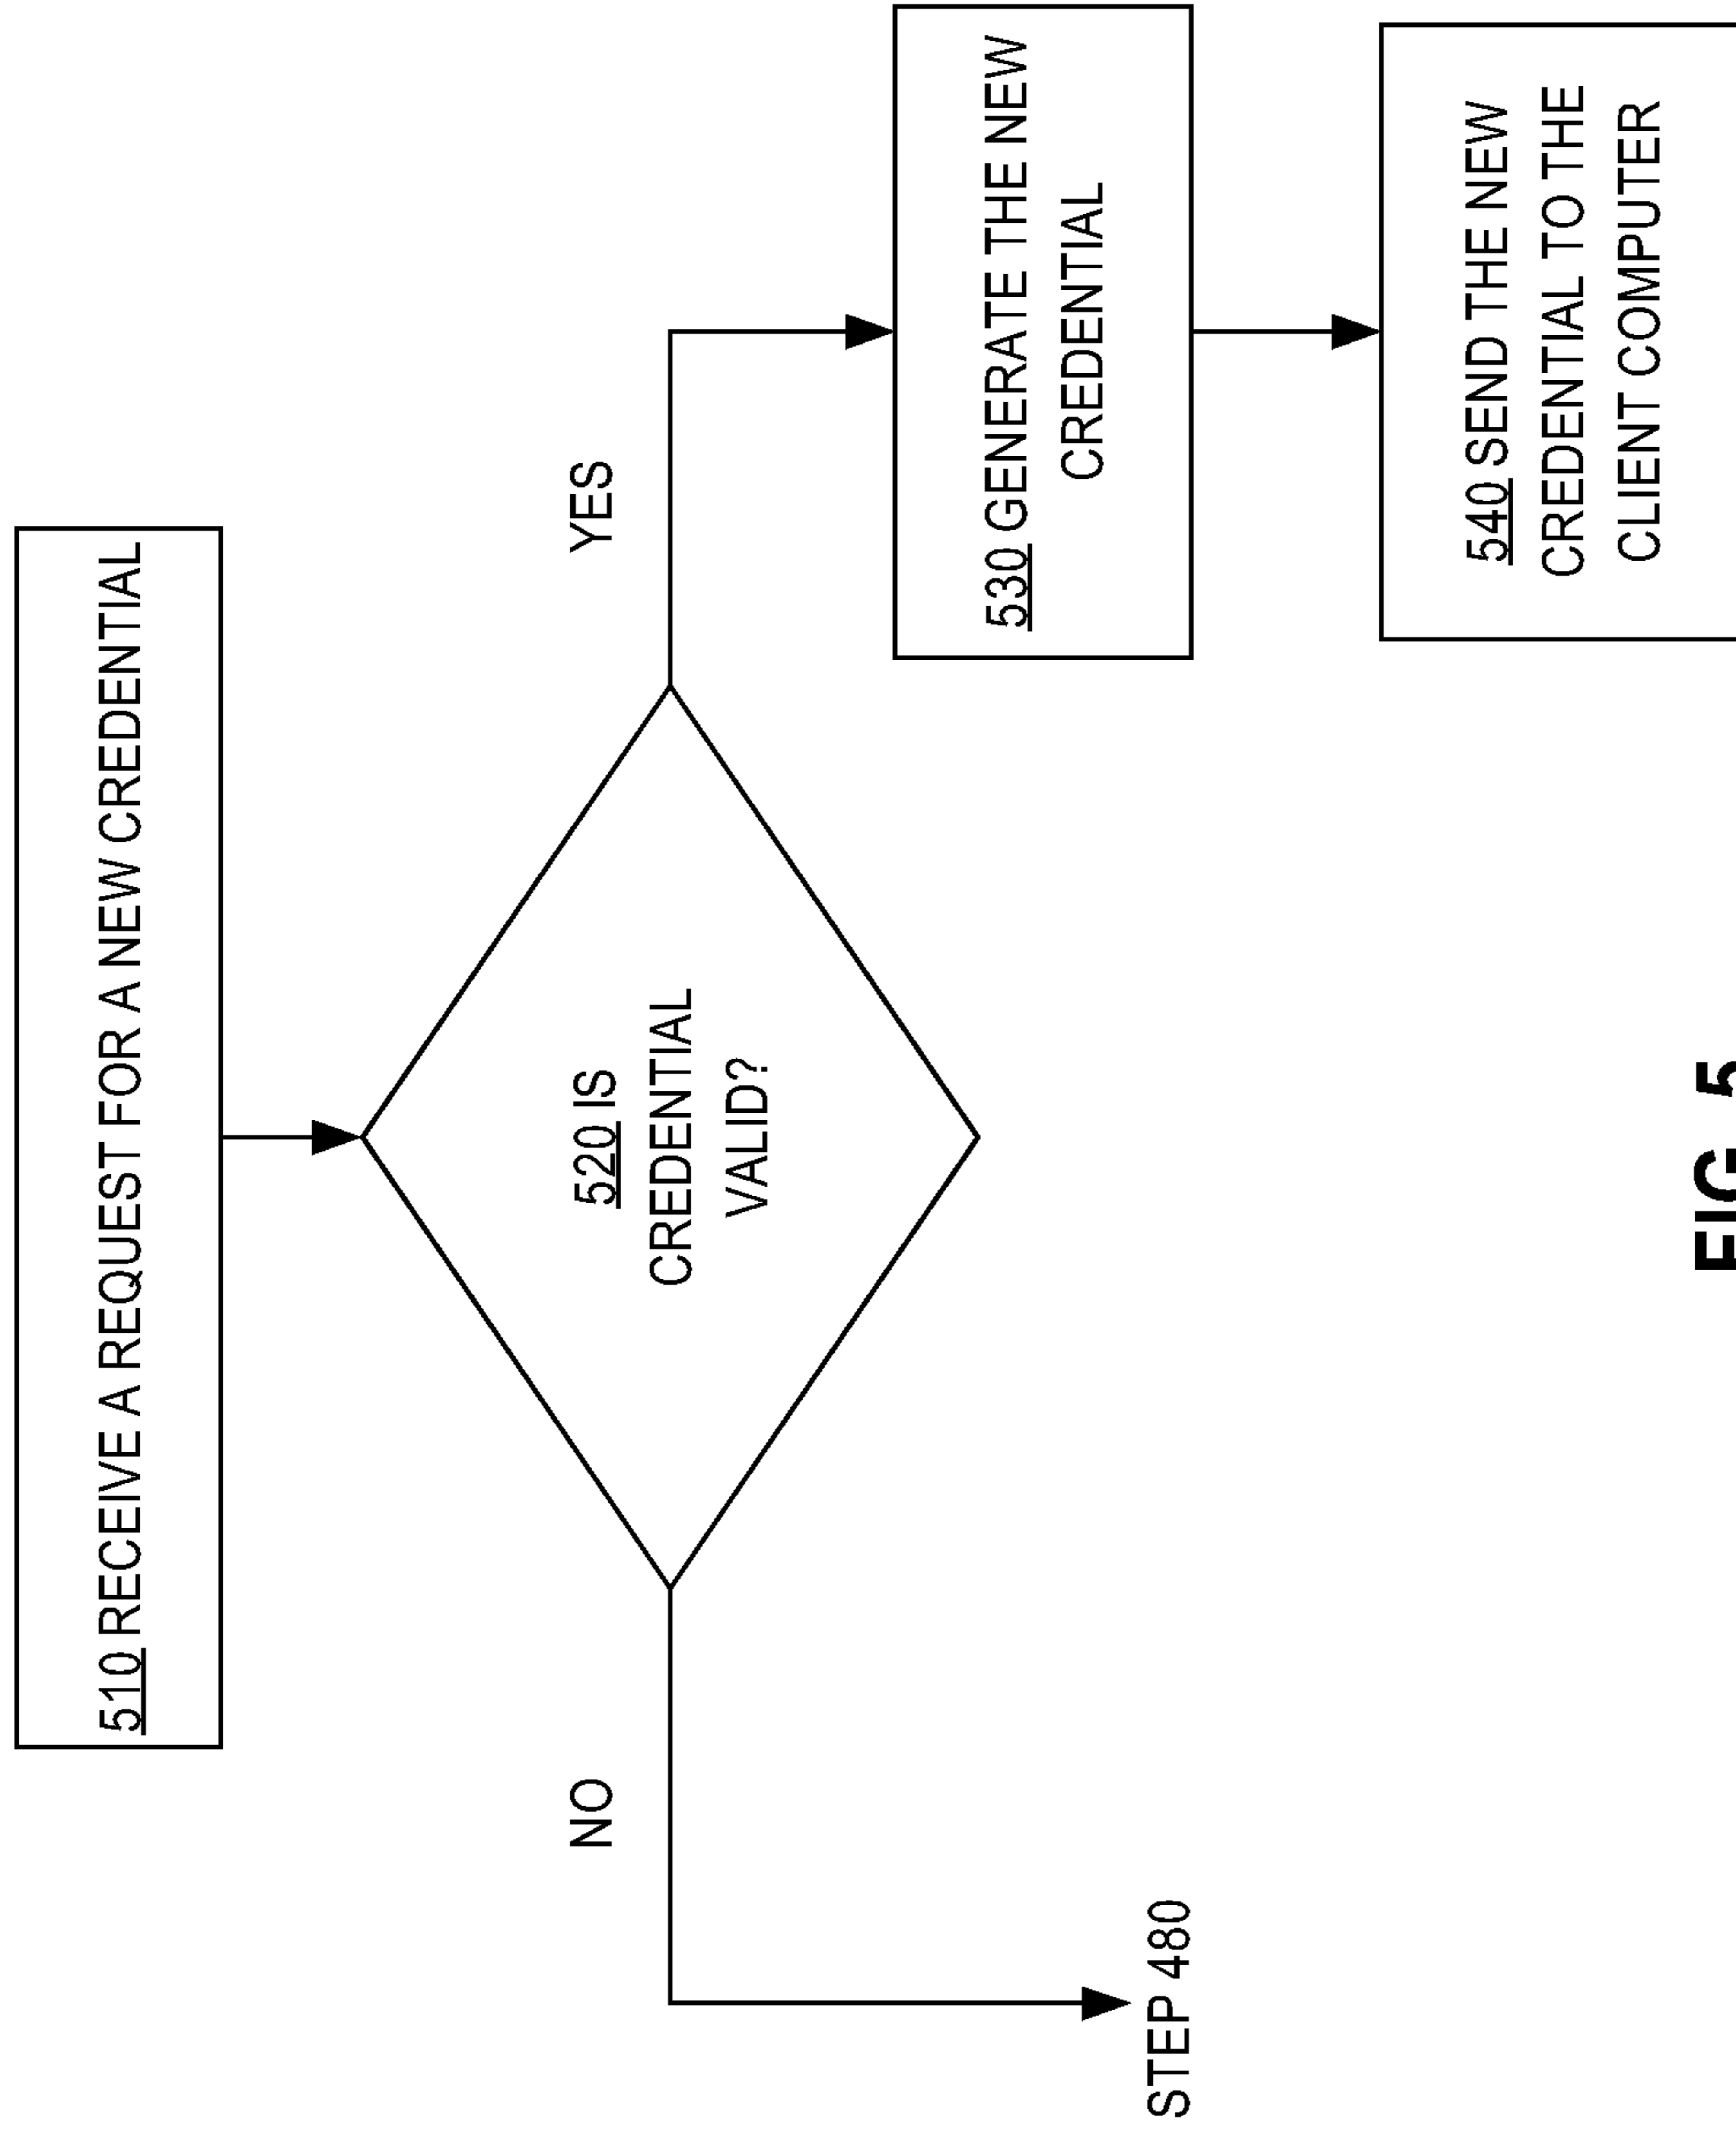 510 RECEIVE A REQUEST FOR A NEW CREDENTIAL
520 IS
CREDENTIAL
VALID?
NO
YES
STEP 480
530 GENERATE THE NEW
CREDENTIAL
540 SEND THE NEW
CREDENTIAL TO THE
CLIENT COMPUTER
FIG. 5